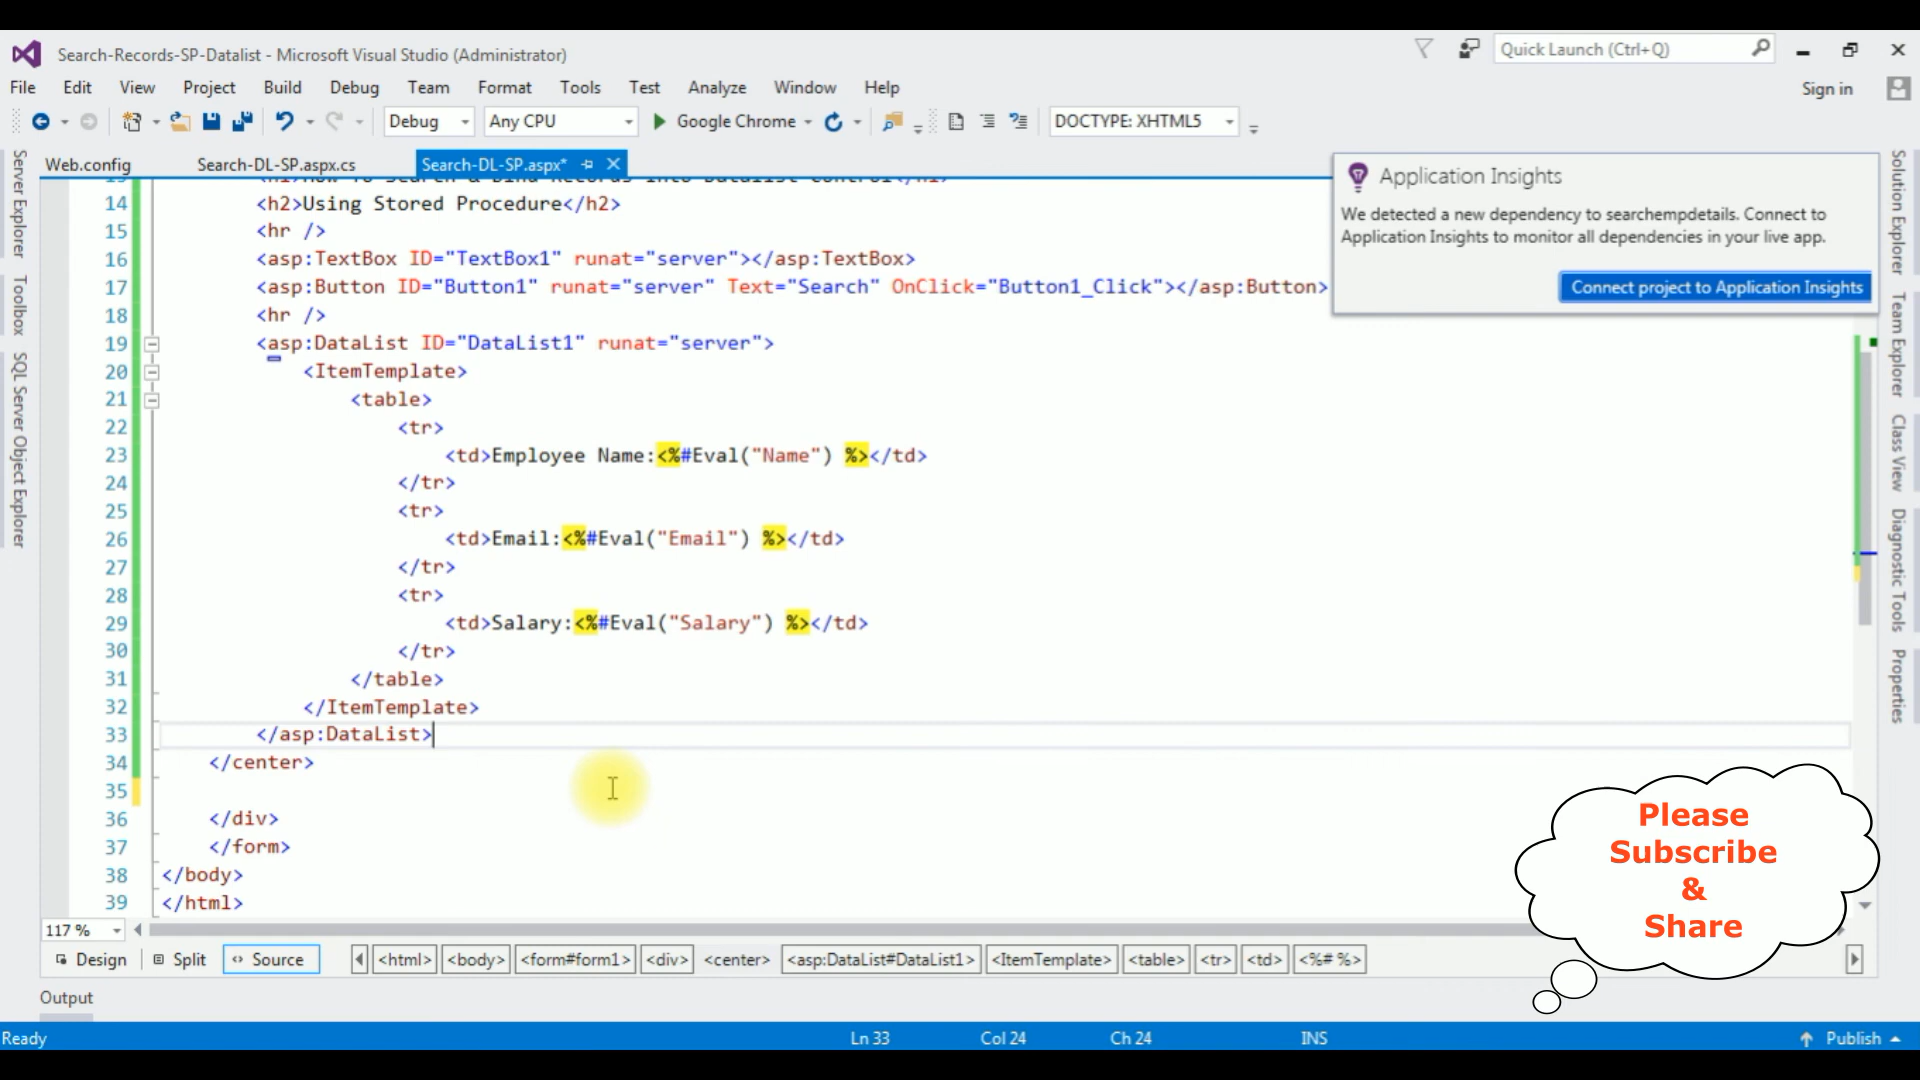 Search-Records-SP-Datalist - Microsoft Visual Studio (Administrator)
Quick Launch (Ctrl+Q)
File Edit View Project Build Debug Team Format Tools Test Analyze Window Help
Sign in
Debug Any CPU Google Chrome DOCTYPE: XHTML5
Web.config Search-DL-SP.aspx.cs Search-DL-SP.aspx*
Server Explorer
Toolbox
SQL Server Object Explorer
14 <h2>Using Stored Procedure</h2>
15 <hr />
16 <asp:TextBox ID="TextBox1" runat="server"></asp:TextBox>
17 <asp:Button ID="Button1" runat="server" Text="Search" OnClick="Button1_Click"></asp:Button>
18 <hr />
19 <asp:DataList ID="DataList1" runat="server">
20 <ItemTemplate>
21 <table>
22 <tr>
23 <td>Employee Name:<%#Eval("Name") %></td>
24 </tr>
25 <tr>
26 <td>Email:<%#Eval("Email") %></td>
27 </tr>
28 <tr>
29 <td>Salary:<%#Eval("Salary") %></td>
30 </tr>
31 </table>
32 </ItemTemplate>
33 </asp:DataList>
34 </center>
35
36 </div>
37 </form>
38 </body>
39 </html>
Application Insights
We detected a new dependency to searchempdetails. Connect to
Application Insights to monitor all dependencies in your live app.
Connect project to Application Insights
Solution Explorer
Team Explorer
Class View
Diagnostic Tools
Properties
Please
Subscribe
&
Share
117 %
Design Split Source <html> <body> <form#form1> <div> <center> <asp:DataList#DataList1> <ItemTemplate> <table> <tr> <td> <%# %>
Output
Ready Ln 33 Col 24 Ch 24 INS Publish